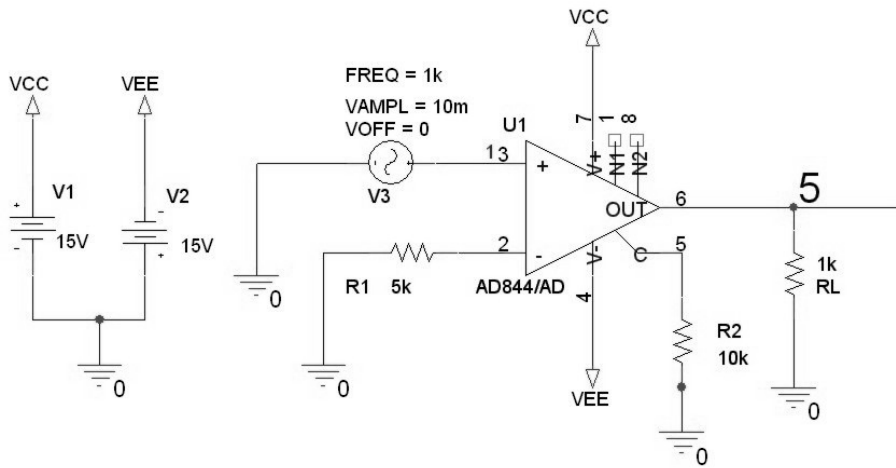 VCC
VEE
V1
15V
V2
15V
0
FREQ = 1k
VAMPL = 10m
VOFF = 0
V3
0
1
3
+
2
-
R1
5k
0
U1
AD844/AD
VCC
7
V+
1
N1
8
N2
OUT
6
5
C
5
V-
4
VEE
R2
10k
0
1k
RL
0